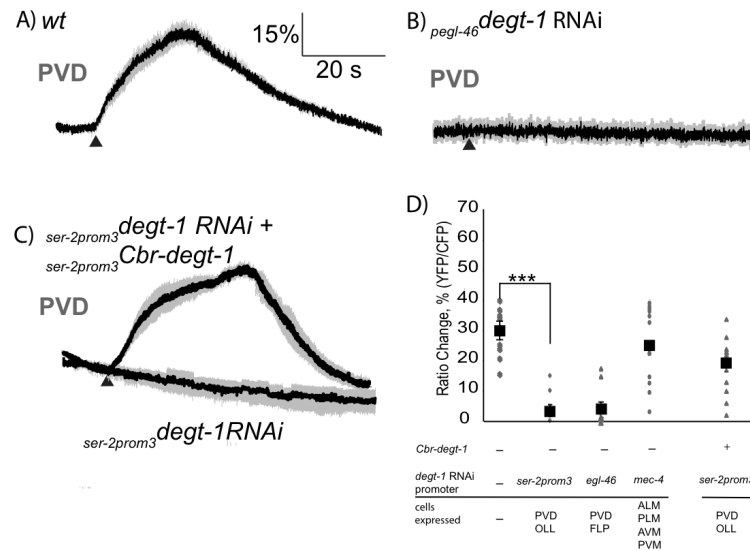 A) wt
PVD
15%
20 s
B) pegl-46degt-1 RNAi
PVD
C) ser-2prom3degt-1 RNAi +
ser-2prom3Cbr-degt-1
PVD
ser-2prom3degt-1RNAi
D)
Ratio Change, % (YFP/CFP)
70
60
50
40
30
20
10
0
***
Cbr-degt-1 – – – – +
degt-1 RNAi promoter – ser-2prom3 egl-46 mec-4 ser-2prom3
cells expressed – PVD OLL PVD FLP ALM PLM AVM PVM PVD OLL